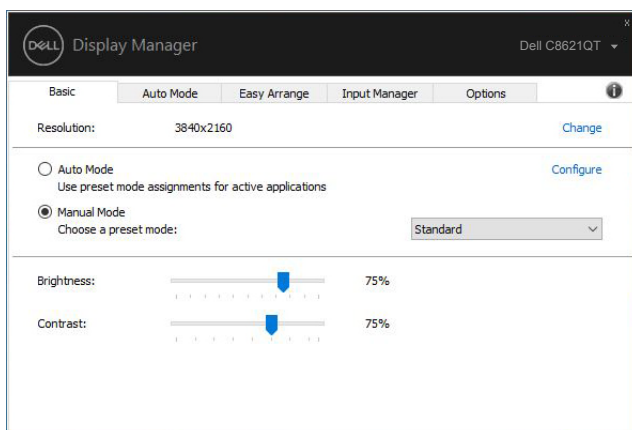 x
DELL Display Manager Dell C8621QT
Basic Auto Mode Easy Arrange Input Manager Options i
Resolution: 3840x2160 Change
Auto Mode Configure
Use preset mode assignments for active applications
Manual Mode
Choose a preset mode: Standard
Brightness: 75%
Contrast: 75%